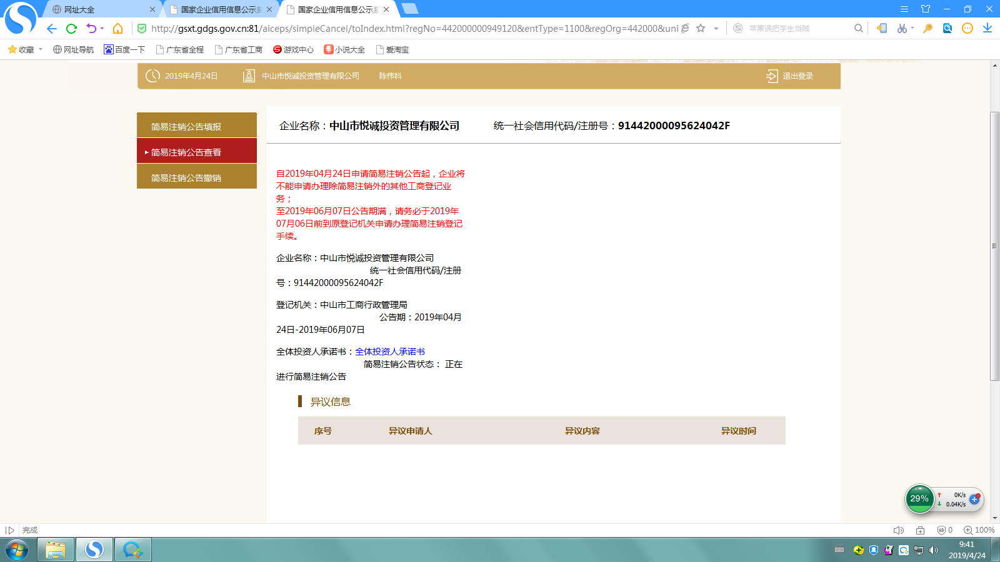 网址大全
国家企业信用信息公示系
国家企业信用信息公示系
http://gsxt.gdgs.gov.cn:81/aiceps/simpleCancel/toIndex.html?regNo=442000000949120&entType=1100&regOrg=442000&uni
苹果误把学生当贼
收藏
网址导航
百度一下
广东省全程
广东省工商
游戏中心
小说大全
爱淘宝
2019年4月24日
中山市悦诚投资管理有限公司
陈伟科
退出登录
简易注销公告填报
简易注销公告查看
简易注销公告撤销
企业名称：中山市悦诚投资管理有限公司 统一社会信用代码/注册号：91442000095624042F
自2019年04月24日申请简易注销公告起，企业将
不能申请办理除简易注销外的其他工商登记业
务；
至2019年06月07日公告期满，请务必于2019年
07月06日前到原登记机关申请办理简易注销登记
手续。
企业名称：中山市悦诚投资管理有限公司
统一社会信用代码/注册
号：91442000095624042F
登记机关：中山市工商行政管理局
公告期：2019年04月
24日-2019年06月07日
全体投资人承诺书：全体投资人承诺书
简易注销公告状态： 正在
进行简易注销公告
异议信息
序号 异议申请人 异议内容 异议时间
29%
0K/s
0.04K/s
完成
0
100%
9:41
2019/4/24